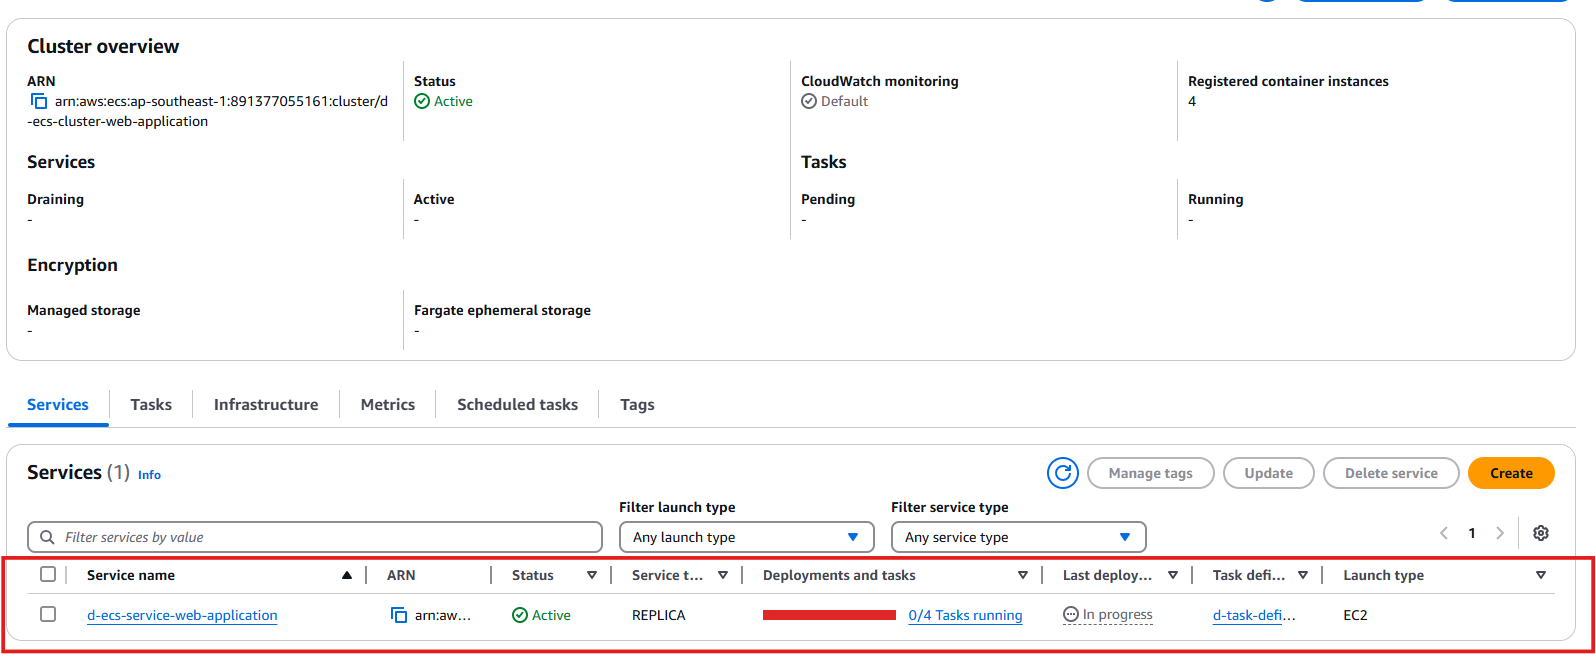 Cluster overview
ARN
Status
CloudWatch monitoring
Registered container instances
arn:aws:ecs:ap-southeast-1:891377055161:cluster/d
-ecs-cluster-web-application
Active
Default
4
Services
Tasks
Draining
Active
Pending
Running
-
-
-
-
Encryption
Managed storage
Fargate ephemeral storage
-
-
Services
Tasks
Infrastructure
Metrics
Scheduled tasks
Tags
Services (1) Info
Manage tags
Update
Delete service
Create
Filter launch type
Filter service type
Filter services by value
Any launch type
Any service type
1
Service name
ARN
Status
Service t...
Deployments and tasks
Last deploy...
Task defi...
Launch type
d-ecs-service-web-application
arn:aw...
Active
REPLICA
0/4 Tasks running
In progress
d-task-defi...
EC2